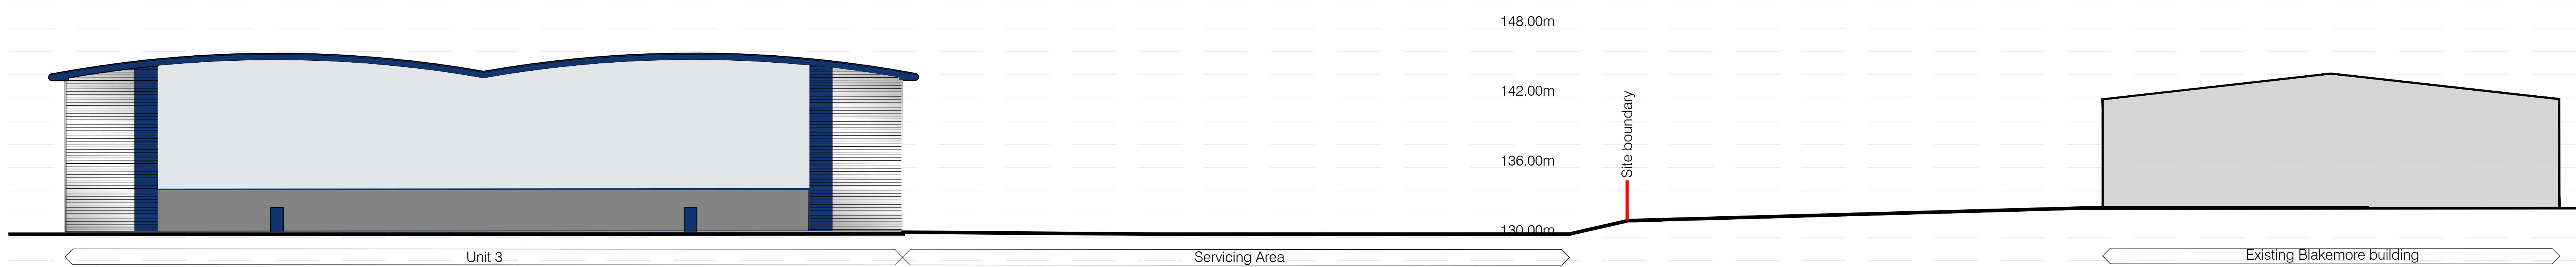 148.00m
142.00m
136.00m
130.00m
Site boundary
Unit 3
Servicing Area
Existing Blakemore building